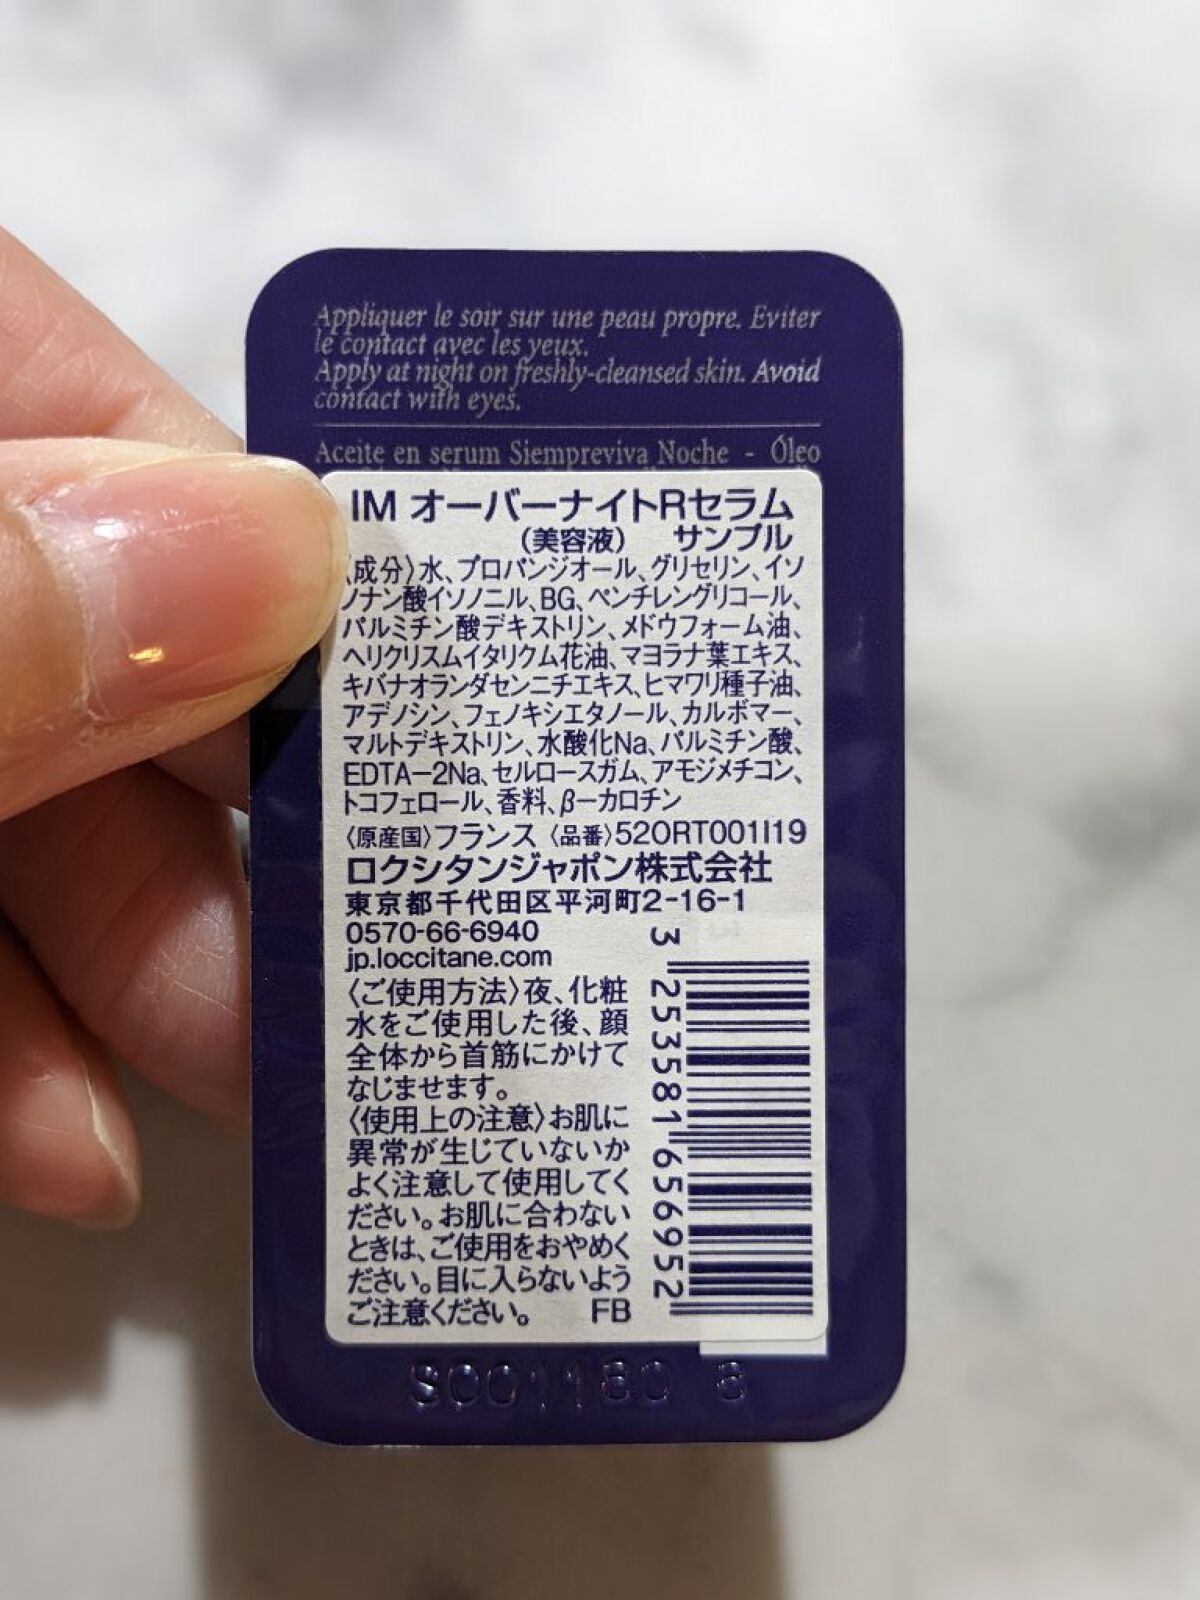 Appliquer le soir sur une peau propre. Eviter
le contact avec les yeux.
Apply at night on freshly-cleansed skin. Avoid
contact with eyes.
Aceite en serum Siempreviva Noche - Óleo
IM オーバーナイトRセラム
(美容液) サンプル
〈成分〉水、プロパンジオール、グリセリン、イソ
ノナン酸イソノニル、BG、ペンチレングリコール、
パルミチン酸デキストリン、メドウフォーム油、
ヘリクリスムイタリクム花油、マヨラナ葉エキス、
キバナオランダセンニチエキス、ヒマワリ種子油、
アデノシン、フェノキシエタノール、カルボマー、
マルトデキストリン、水酸化Na、パルミチン酸、
EDTA-2Na、セルロースガム、アモジメチコン、
トコフェロール、香料、β-カロチン
〈原産国〉フランス 〈品番〉520RT001I19
ロクシタンジャポン株式会社
東京都千代田区平河町2-16-1
0570-66-6940
jp.loccitane.com
〈ご使用方法〉夜、化粧
水をご使用した後、顔
全体から首筋にかけて
なじませます。
〈使用上の注意〉お肌に
異常が生じていないか
よく注意して使用してく
ださい。お肌に合わない
ときは、ご使用をおやめく
ださい。目に入らないよう
ご注意ください。 FB
3 253581 656952